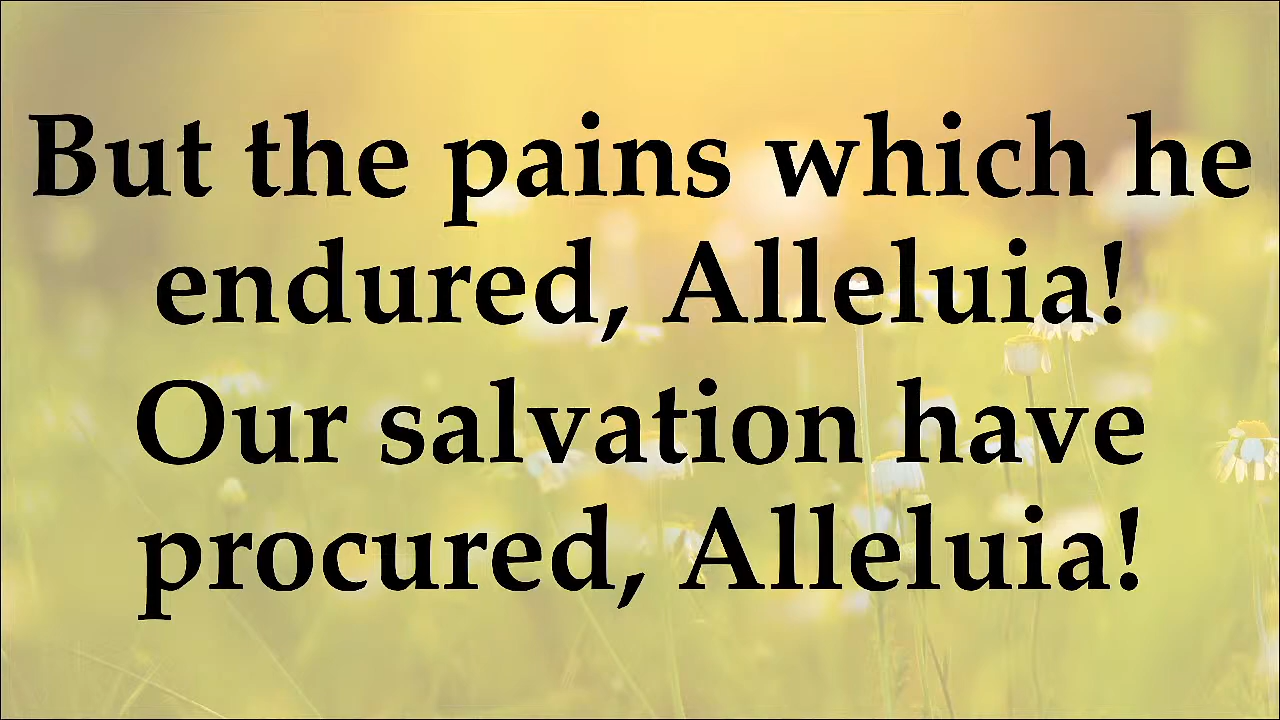 But the pains which he
endured, Alleluia!
Our salvation have
procured, Alleluia!